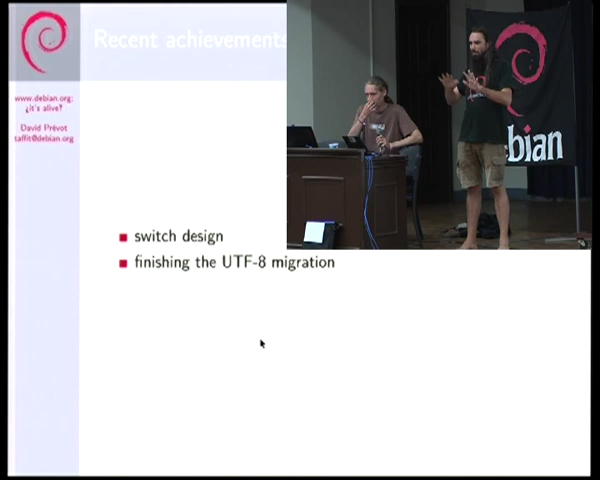 Recent achievements
www.debian.org:
¿it's alive?
David Prévot
taffit@debian.org
switch design
finishing the UTF-8 migration
debian